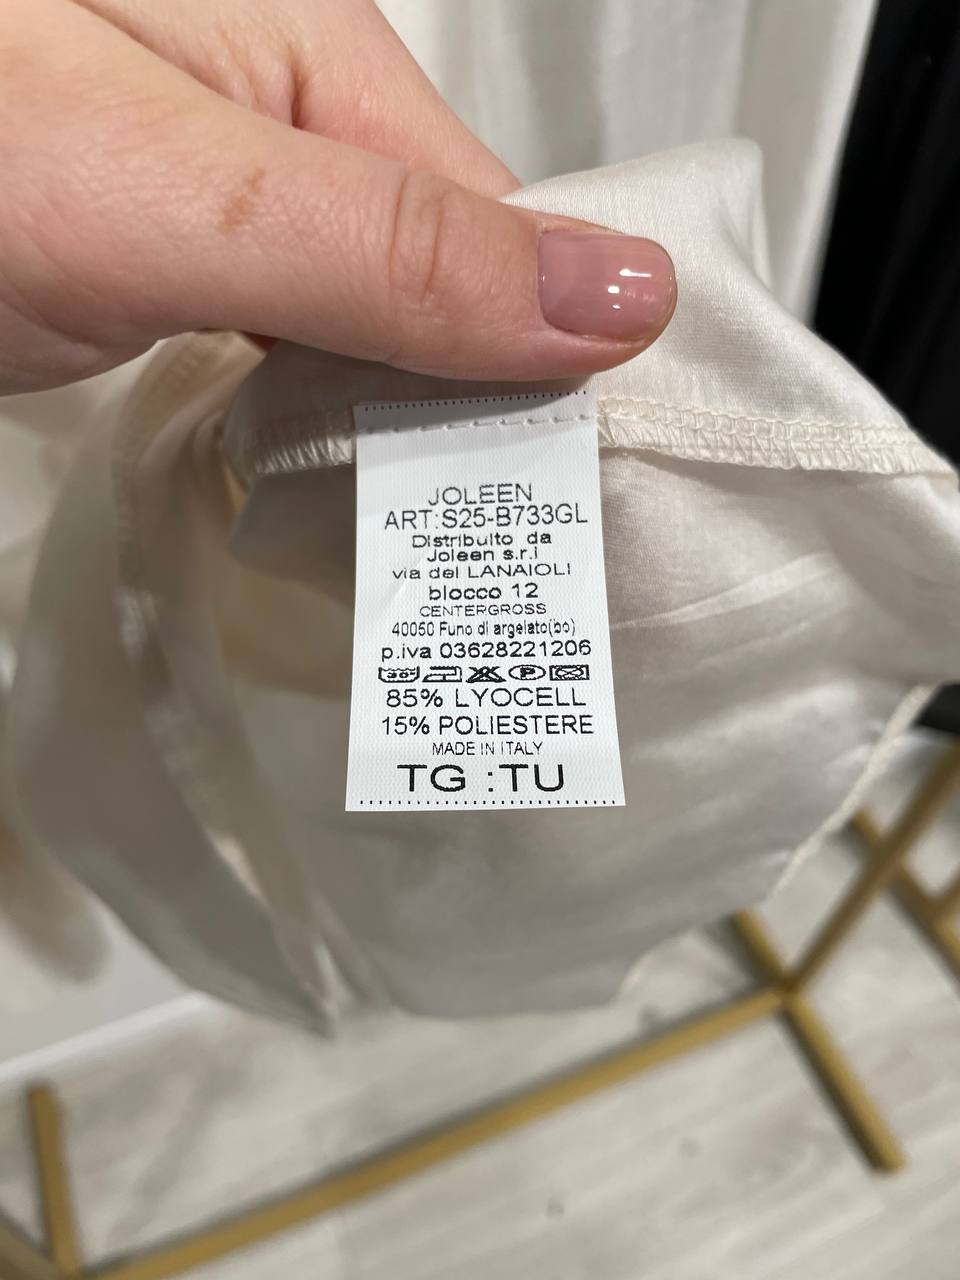 JOLEEN
ART:S25-B733GL
Distribuito da
Joleen s.r.l
via dei LANAIOLI
blocco 12
CENTERGROSS
40050 Funo di argelato(bo)
p.iva 03628221206
85% LYOCELL
15% POLIESTERE
MADE IN ITALY
TG :TU